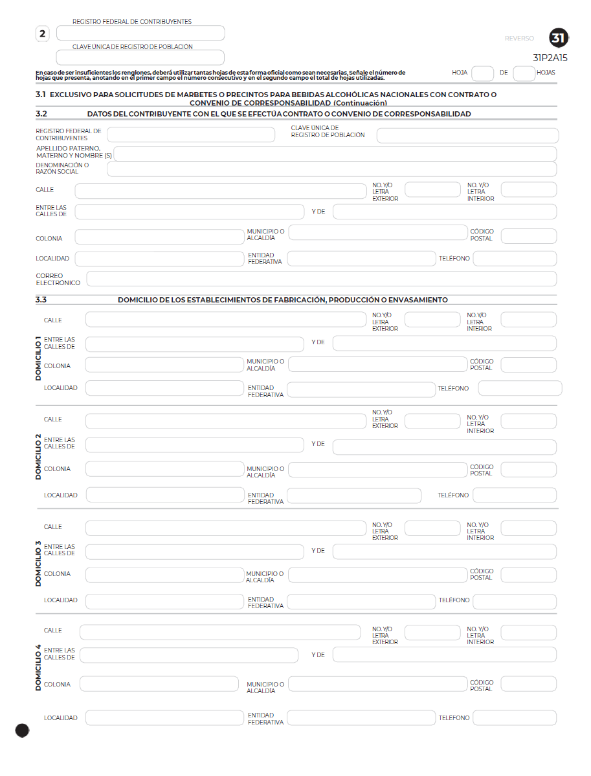 REGISTRO FEDERAL DE CONTRIBUYENTES
2
CLAVE ÚNICA DE REGISTRO DE POBLACIÓN
REVERSO 31
31P2A15
En caso de ser insuficientes los renglones, deberá utilizar tantas hojas de esta forma oficial como sean necesarias. Señale el número de
hojas que presenta, anotando en el primer campo el número consecutivo y en el segundo campo el total de hojas utilizadas.
HOJA DE HOJAS
3.1 EXCLUSIVO PARA SOLICITUDES DE MARBETES O PRECINTOS PARA BEBIDAS ALCOHÓLICAS NACIONALES CON CONTRATO O
CONVENIO DE CORRESPONSABILIDAD (Continuación)
3.2 DATOS DEL CONTRIBUYENTE CON EL QUE SE EFECTÚA CONTRATO O CONVENIO DE CORRESPONSABILIDAD
REGISTRO FEDERAL DE
CONTRIBUYENTES
CLAVE ÚNICA DE
REGISTRO DE POBLACIÓN
APELLIDO PATERNO,
MATERNO Y NOMBRE (S)
DENOMINACIÓN O
RAZÓN SOCIAL
CALLE
NO. Y/O
LETRA
EXTERIOR
NO. Y/O
LETRA
INTERIOR
ENTRE LAS
CALLES DE
Y DE
COLONIA
MUNICIPIO O
ALCALDÍA
CÓDIGO
POSTAL
LOCALIDAD
ENTIDAD
FEDERATIVA
TELÉFONO
CORREO
ELECTRÓNICO
3.3 DOMICILIO DE LOS ESTABLECIMIENTOS DE FABRICACIÓN, PRODUCCIÓN O ENVASAMIENTO
DOMICILIO 1
CALLE
NO. Y/O
LETRA
EXTERIOR
NO. Y/O
LETRA
INTERIOR
ENTRE LAS
CALLES DE
Y DE
COLONIA
MUNICIPIO O
ALCALDÍA
CÓDIGO
POSTAL
LOCALIDAD
ENTIDAD
FEDERATIVA
TELÉFONO
DOMICILIO 2
CALLE
NO. Y/O
LETRA
EXTERIOR
NO. Y/O
LETRA
INTERIOR
ENTRE LAS
CALLES DE
Y DE
COLONIA
MUNICIPIO O
ALCALDÍA
CÓDIGO
POSTAL
LOCALIDAD
ENTIDAD
FEDERATIVA
TELÉFONO
DOMICILIO 3
CALLE
NO. Y/O
LETRA
EXTERIOR
NO. Y/O
LETRA
INTERIOR
ENTRE LAS
CALLES DE
Y DE
COLONIA
MUNICIPIO O
ALCALDÍA
CÓDIGO
POSTAL
LOCALIDAD
ENTIDAD
FEDERATIVA
TELÉFONO
DOMICILIO 4
CALLE
NO. Y/O
LETRA
EXTERIOR
NO. Y/O
LETRA
INTERIOR
ENTRE LAS
CALLES DE
Y DE
COLONIA
MUNICIPIO O
ALCALDÍA
CÓDIGO
POSTAL
LOCALIDAD
ENTIDAD
FEDERATIVA
TELÉFONO